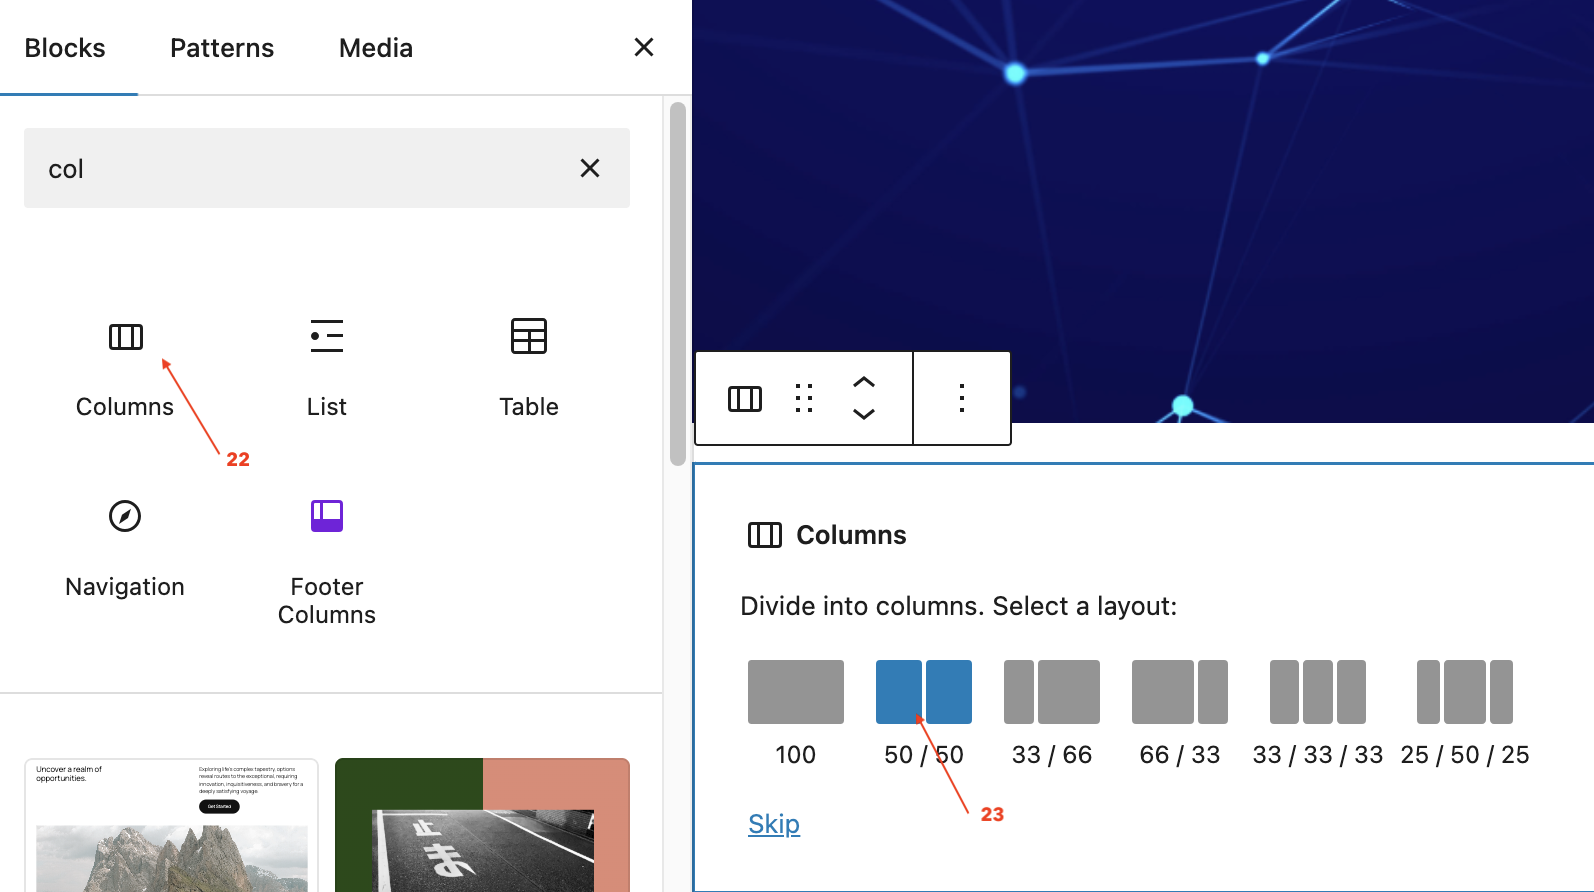 Blocks
Patterns
Media
col
Columns
List
Table
22
Navigation
Footer
Columns
Uncover a realm of
opportunities.
Exploring life's complex tapestry, options
reveal routes to the exceptional, requiring
innovation, inquisitiveness, and bravery for a
deeply satisfying voyage.
Get Started
止
ま
Columns
Divide into columns. Select a layout:
100
50 / 50
33 / 66
66 / 33
33 / 33 / 33
25 / 50 / 25
23
Skip